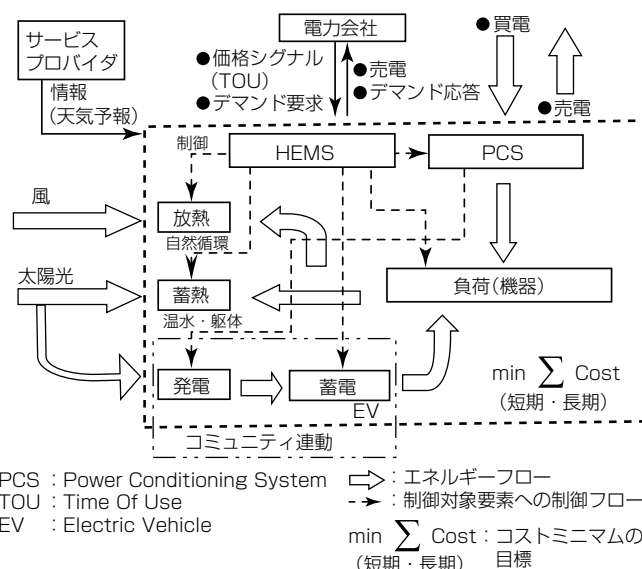 サービス
プロバイダ
情報
(天気予報)
電力会社
●価格シグナル
(TOU)
●デマンド要求
●売電
●デマンド応答
●買電
●売電
制御
HEMS
PCS
風
放熱
自然循環
太陽光
蓄熱
温水・躯体
負荷(機器)
発電
蓄電
EV
min ∑ Cost
(短期・長期)
コミュニティ連動
PCS : Power Conditioning System
TOU : Time Of Use
EV : Electric Vehicle
: エネルギーフロー
: 制御対象要素への制御フロー
min ∑ Cost : コストミニマムの
(短期・長期) 目標